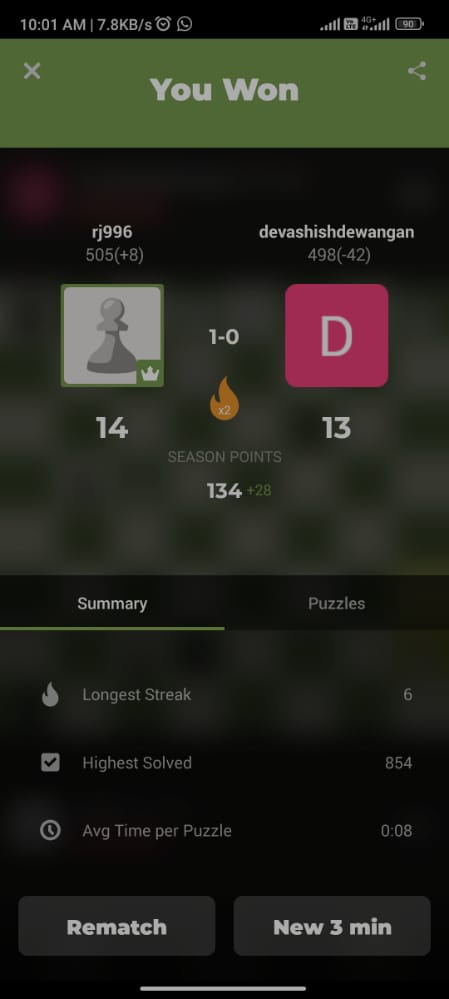 10:01 AM | 7.8KB/s
4G+
90
You Won
rj996
505(+8)
devashishdewangan
498(-42)
1-0
D
x2
14
13
SEASON POINTS
134 +28
Summary
Puzzles
Longest Streak
6
Highest Solved
854
Avg Time per Puzzle
0:08
Rematch
New 3 min